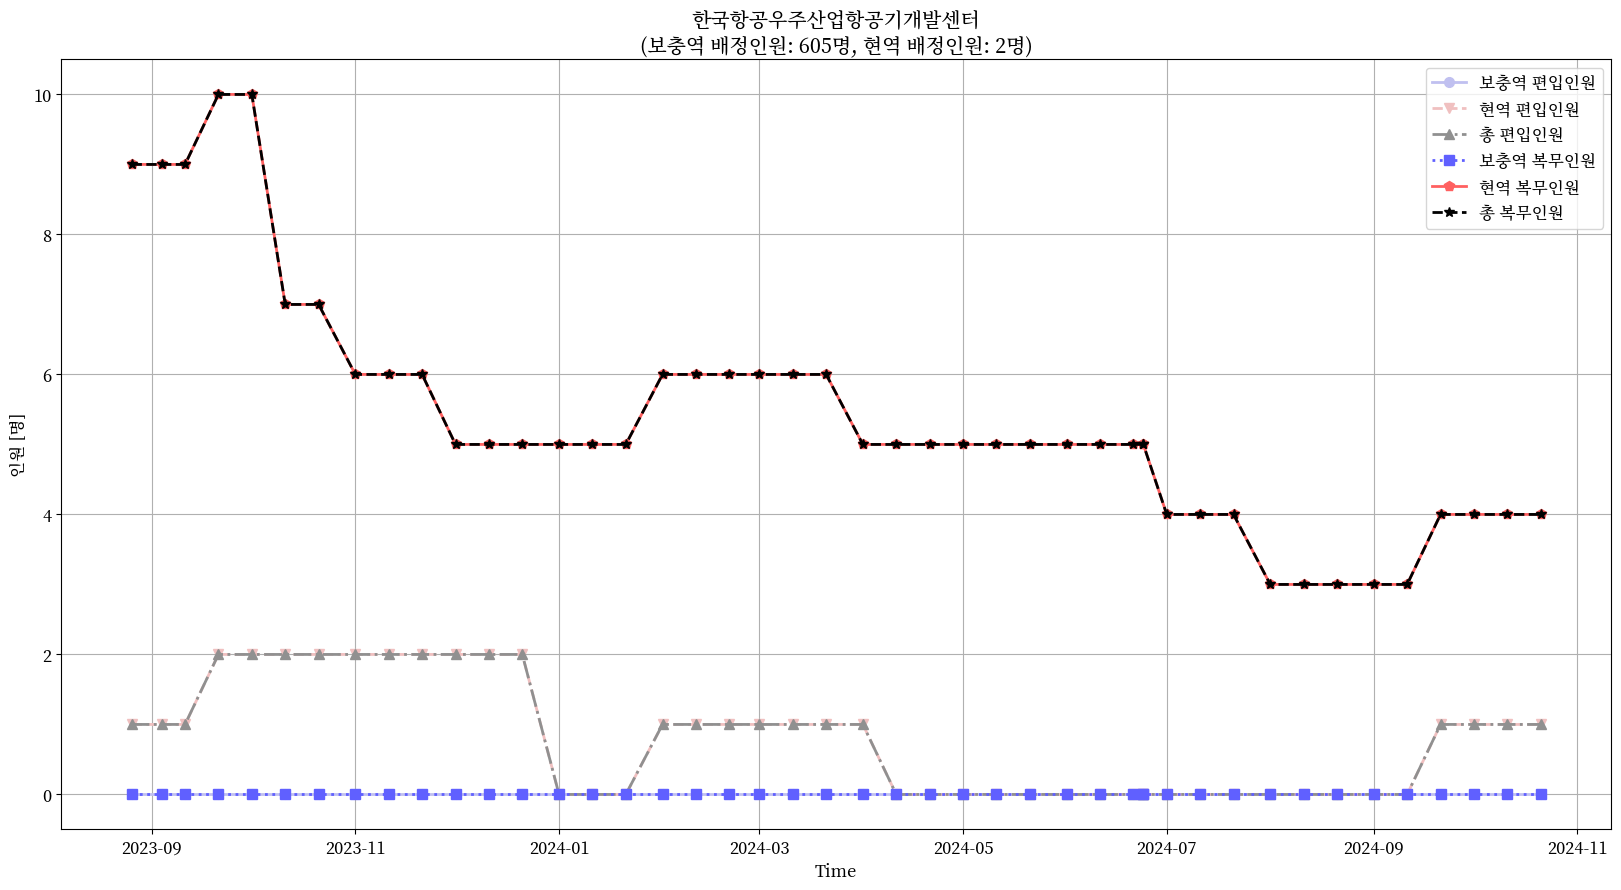 한국항공우주산업항공기개발센터
(보충역 배정인원: 605명, 현역 배정인원: 2명)
보충역 편입인원
현역 편입인원
총 편입인원
보충역 복무인원
현역 복무인원
총 복무인원
인원 [명]
10
8
6
4
2
0
2023-09
2023-11
2024-01
2024-03
2024-05
2024-07
2024-09
2024-11
Time